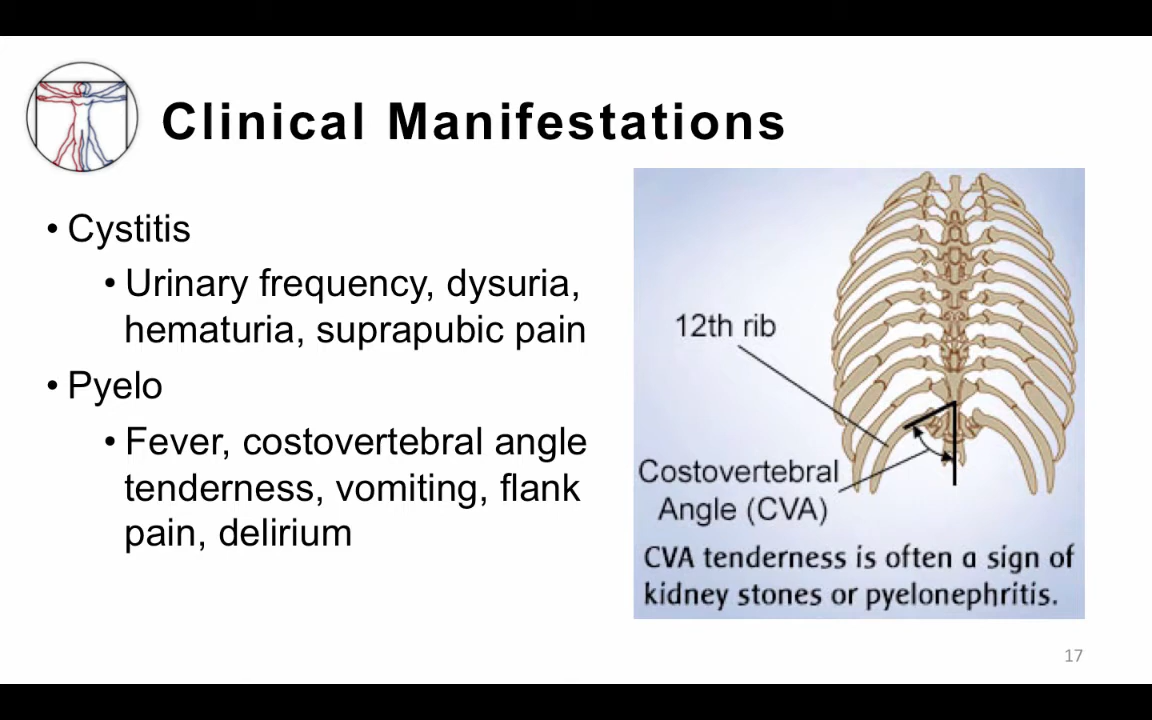 Clinical Manifestations
• Cystitis
• Urinary frequency, dysuria,
hematuria, suprapubic pain
• Pyelo
• Fever, costovertebral angle
tenderness, vomiting, flank
pain, delirium
12th rib
Costovertebral
Angle (CVA)
CVA tenderness is often a sign of
kidney stones or pyelonephritis.
17